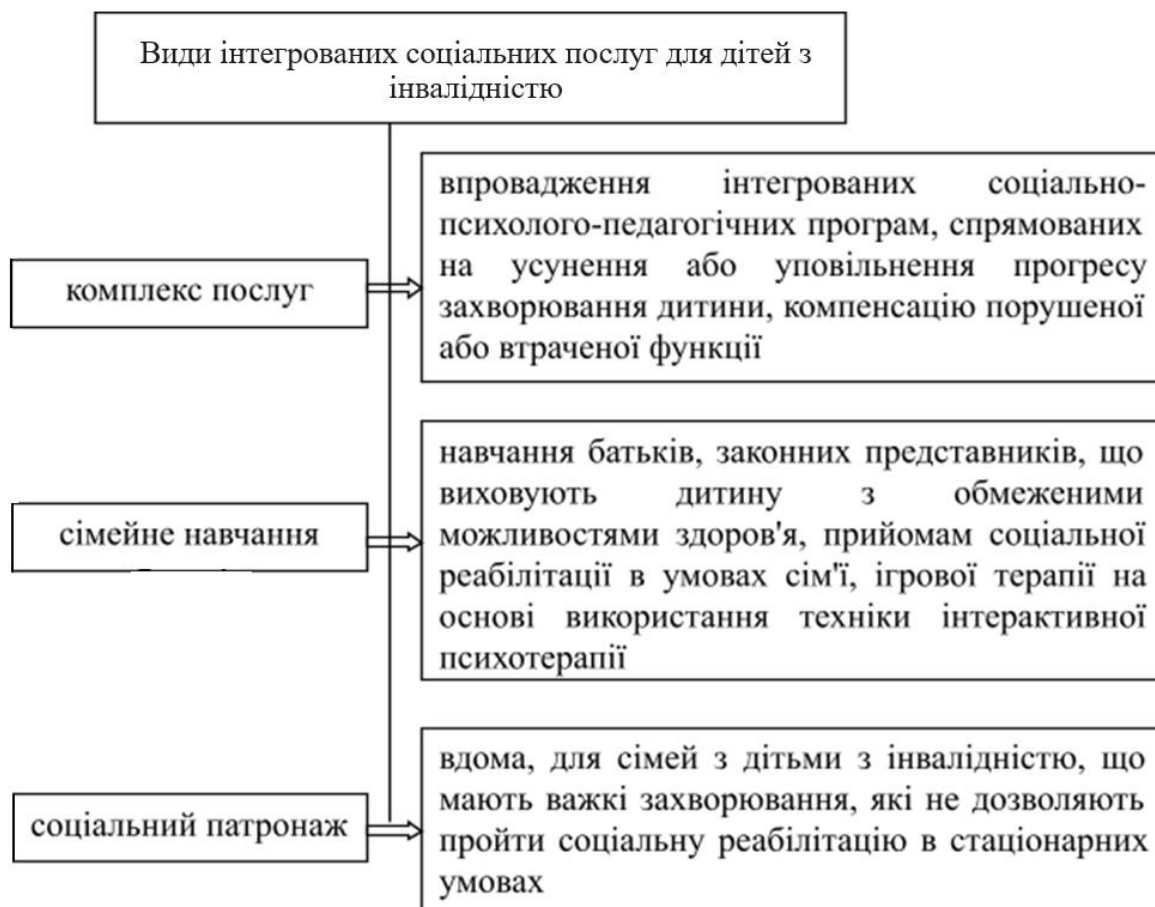 Види інтегрованих соціальних послуг для дітей з
інвалідністю
комплекс послуг
впровадження інтегрованих соціально-
психолого-педагогічних програм, спрямованих
на усунення або уповільнення прогресу
захворювання дитини, компенсацію порушеної
або втраченої функції
сімейне навчання
навчання батьків, законних представників, що
виховують дитину з обмеженими
можливостями здоров'я, прийомам соціальної
реабілітації в умовах сім'ї, ігрової терапії на
основі використання техніки інтерактивної
психотерапії
соціальний патронаж
вдома, для сімей з дітьми з інвалідністю, що
мають важкі захворювання, які не дозволяють
пройти соціальну реабілітацію в стаціонарних
умовах